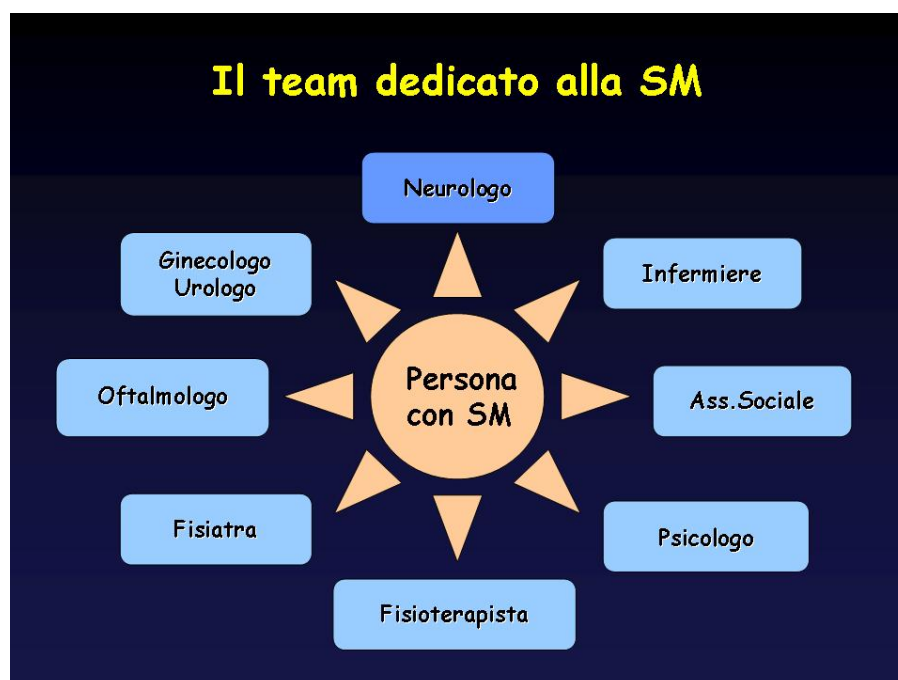 Il team dedicato alla SM
Neurologo
Ginecologo
Urologo
Infermiere
Oftalmologo
Persona
con SM
Ass.Sociale
Fisiatra
Psicologo
Fisioterapista